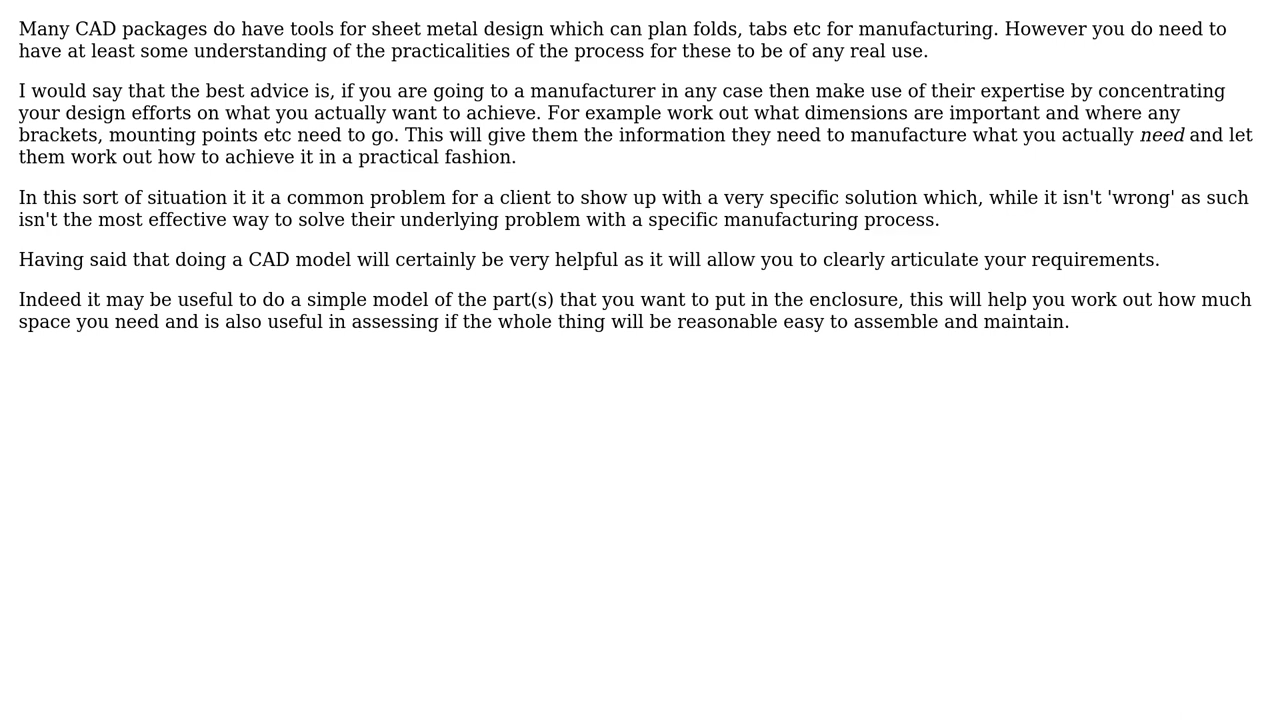 Many CAD packages do have tools for sheet metal design which can plan folds, tabs etc for manufacturing. However you do need to
have at least some understanding of the practicalities of the process for these to be of any real use.
I would say that the best advice is, if you are going to a manufacturer in any case then make use of their expertise by concentrating
your design efforts on what you actually want to achieve. For example work out what dimensions are important and where any
brackets, mounting points etc need to go. This will give them the information they need to manufacture what you actually need and let
them work out how to achieve it in a practical fashion.
In this sort of situation it it a common problem for a client to show up with a very specific solution which, while it isn't 'wrong' as such
isn't the most effective way to solve their underlying problem with a specific manufacturing process.
Having said that doing a CAD model will certainly be very helpful as it will allow you to clearly articulate your requirements.
Indeed it may be useful to do a simple model of the part(s) that you want to put in the enclosure, this will help you work out how much
space you need and is also useful in assessing if the whole thing will be reasonable easy to assemble and maintain.